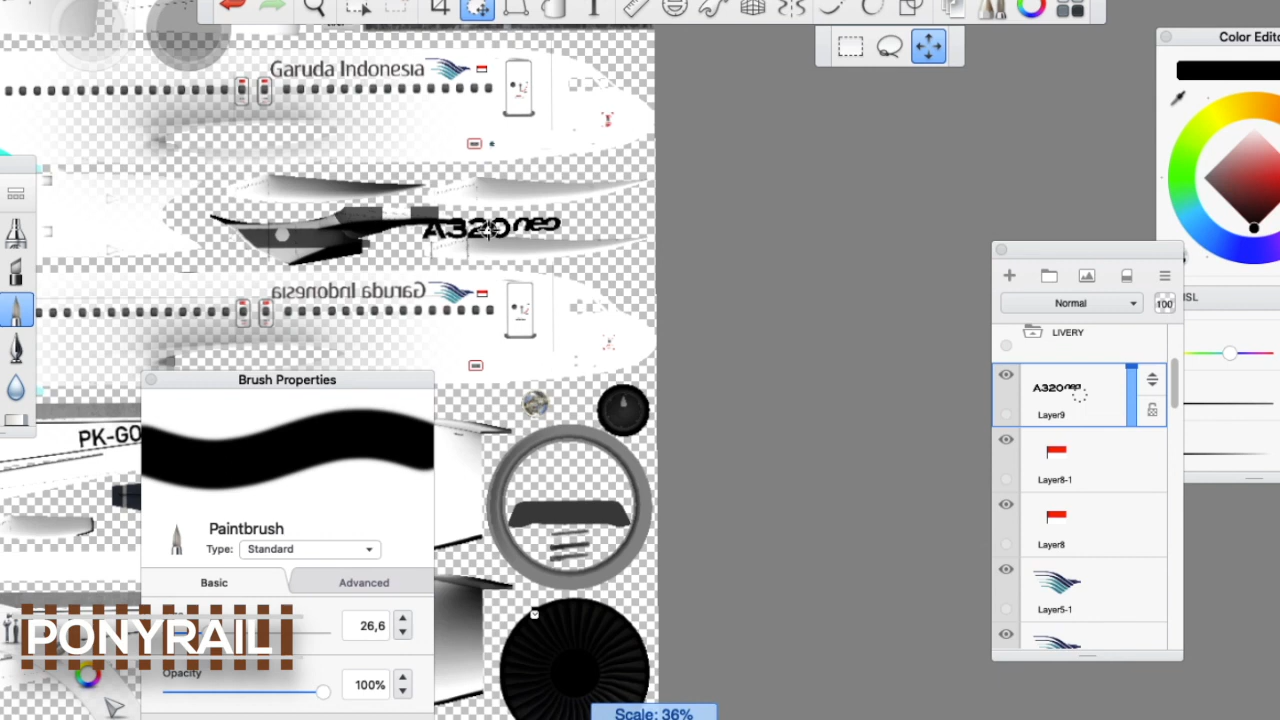 Color Edito
Garuda Indonesia
A320neo
Garuda Indonesia
Normal
100
SL
LIVERY
A320neo
Layer9
Layer8-1
Layer8
Layer5-1
Brush Properties
PK-GO
Paintbrush
Type: Standard
Basic
Advanced
26,6
PONYRAIL
Opacity
100%
Scale: 36%